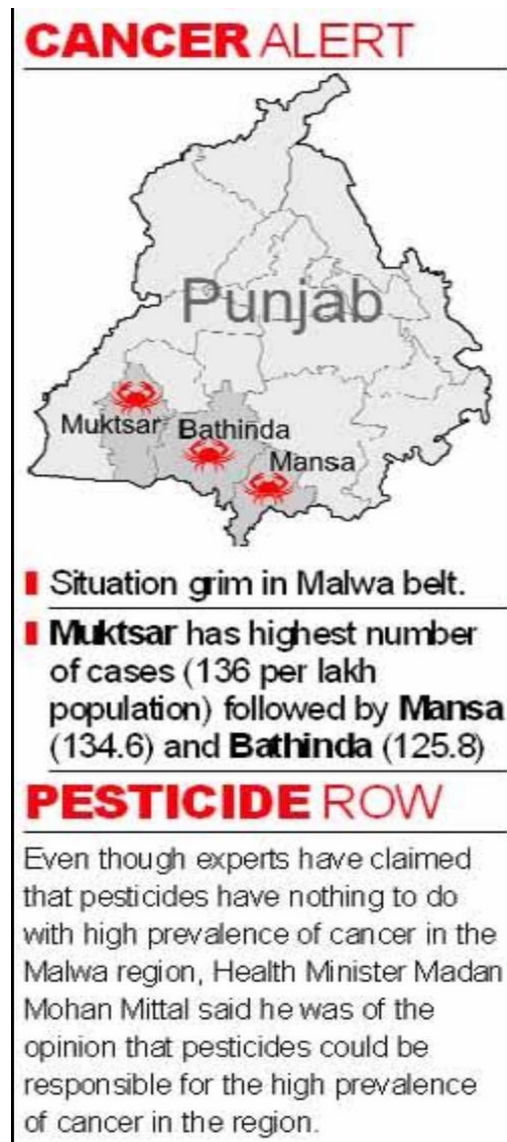 CANCER ALERT
Punjab
Muktsar
Bathinda
Mansa
Situation grim in Malwa belt.
Muktsar has highest number
of cases (136 per lakh
population) followed by Mansa
(134.6) and Bathinda (125.8)
PESTICIDE ROW
Even though experts have claimed
that pesticides have nothing to do
with high prevalence of cancer in the
Malwa region, Health Minister Madan
Mohan Mittal said he was of the
opinion that pesticides could be
responsible for the high prevalence
of cancer in the region.